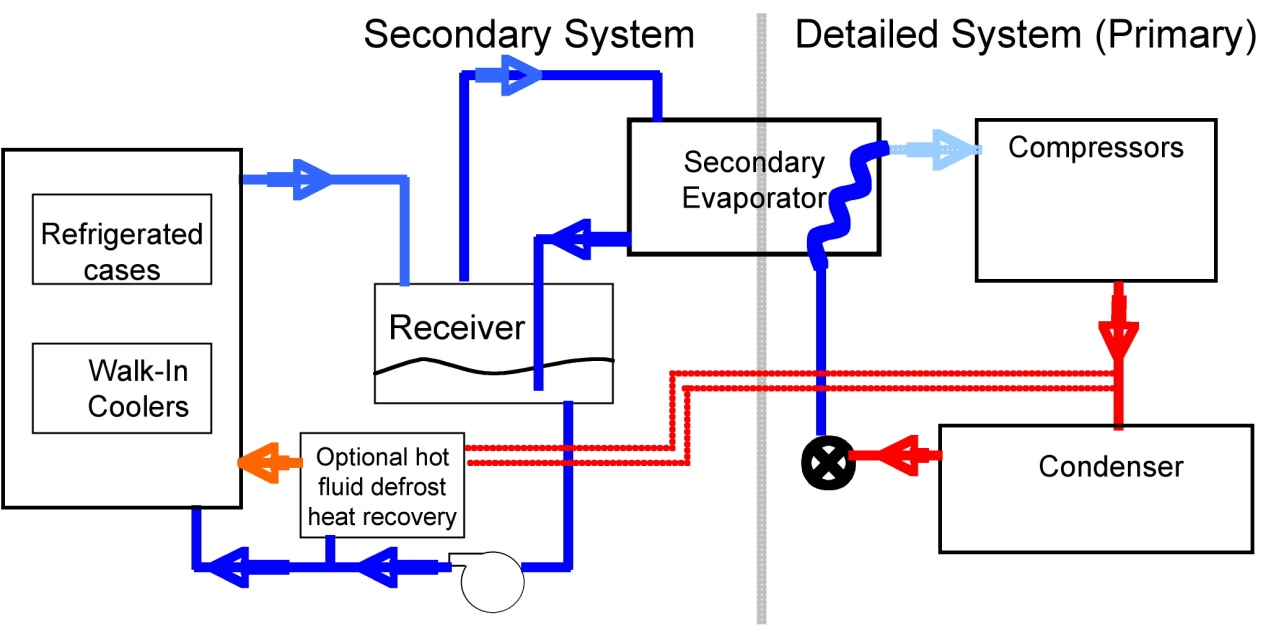 Secondary System
Detailed System (Primary)
Secondary
Evaporator
Compressors
Refrigerated
cases
Receiver
Walk-In
Coolers
Optional hot
fluid defrost
heat recovery
Condenser